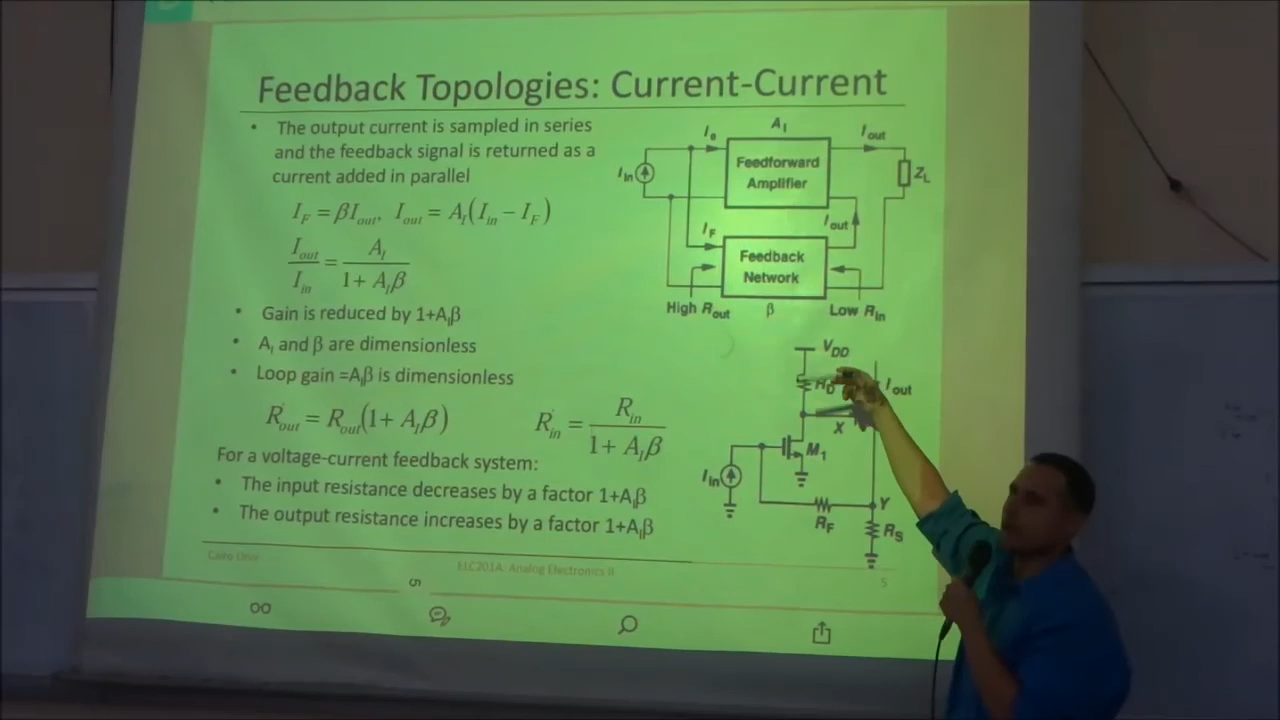 Feedback Topologies: Current-Current
• The output current is sampled in series
and the feedback signal is returned as a
current added in parallel
I_F = βI_out, I_out = A_I(I_in − I_F)
I_out / I_in = A_I / (1 + A_Iβ)
• Gain is reduced by 1+A_Iβ
• A_I and β are dimensionless
• Loop gain =A_Iβ is dimensionless
R_out = R_out(1 + A_Iβ)
R_in = R_in / (1 + A_Iβ)
For a voltage-current feedback system:
• The input resistance decreases by a factor 1+A_Iβ
• The output resistance increases by a factor 1+A_Iβ
I_e
A_I
I_out
I_in
Feedforward
Amplifier
Z_L
I_F
I_out
Feedback
Network
High R_out
β
Low R_in
V_DD
R_D
I_out
X
M_1
I_in
Y
R_F
R_S
Cairo Univ
ELC201A: Analog Electronics II
5
5